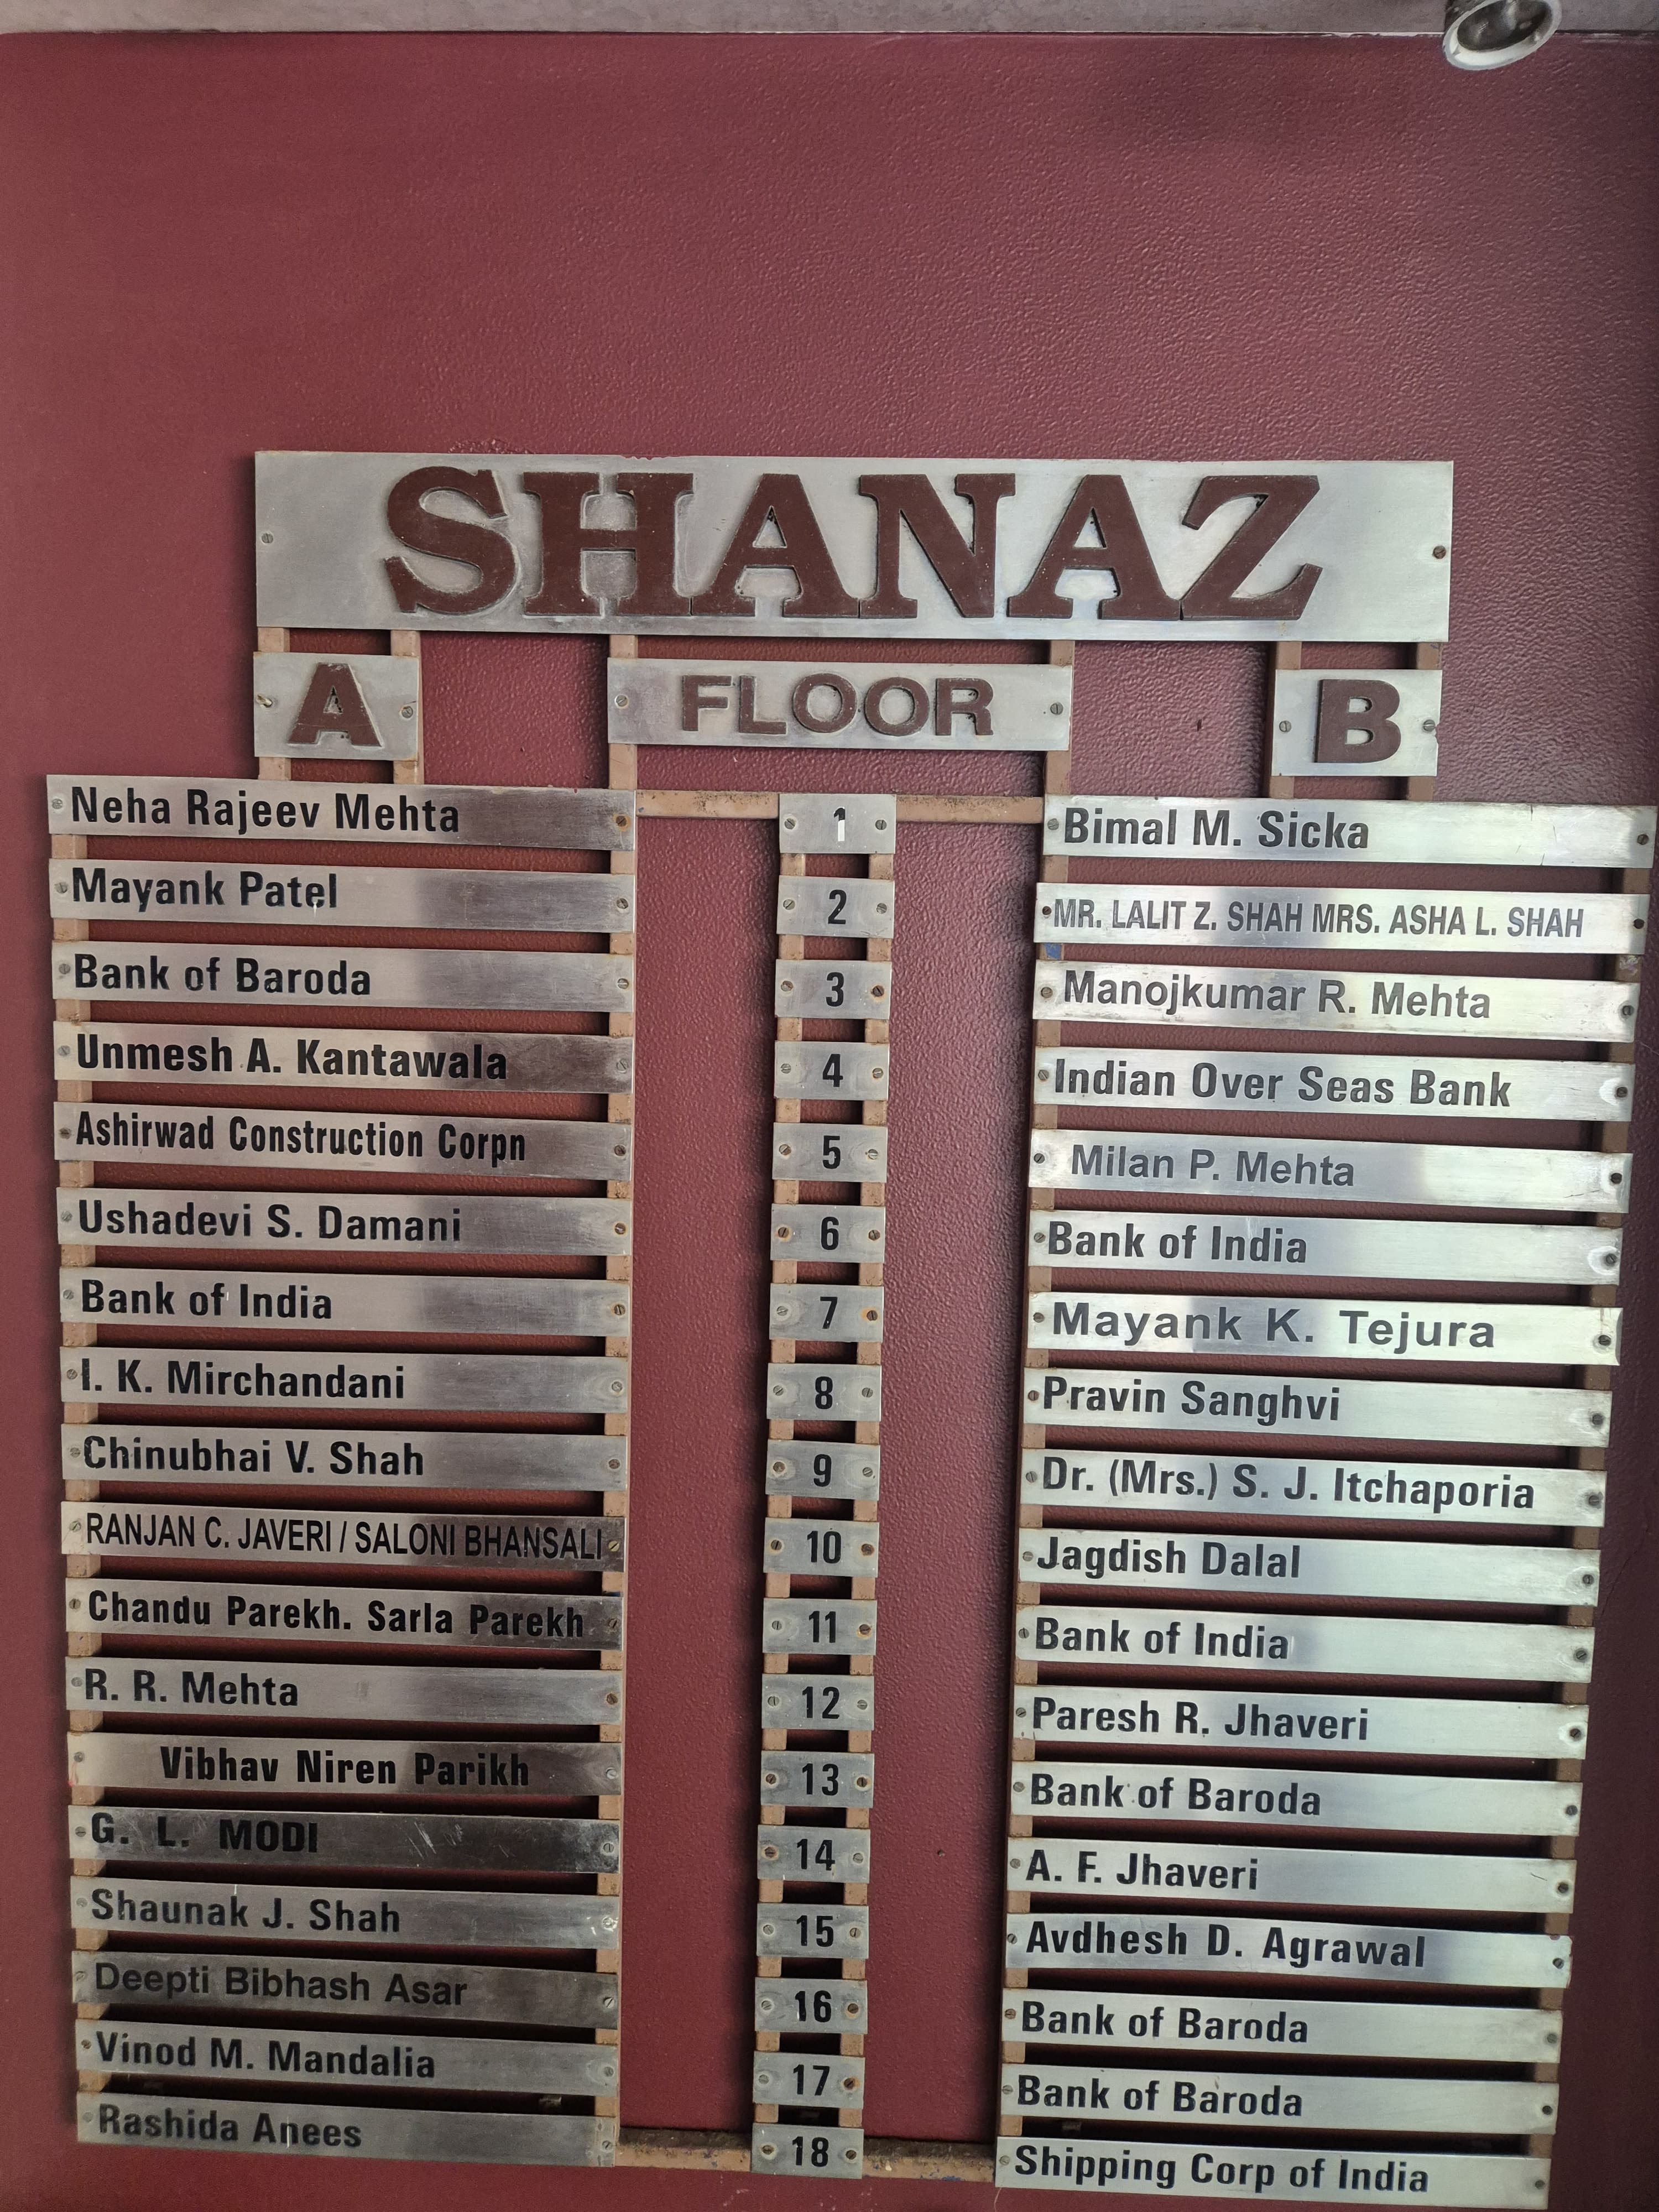 SHANAZ
A FLOOR B
Neha Rajeev Mehta 1 Bimal M. Sicka
Mayank Patel 2 MR. LALIT Z. SHAH MRS. ASHA L. SHAH
Bank of Baroda 3 Manojkumar R. Mehta
Unmesh A. Kantawala 4 Indian Over Seas Bank
Ashirwad Construction Corpn 5 Milan P. Mehta
Ushadevi S. Damani 6 Bank of India
Bank of India 7 Mayank K. Tejura
I. K. Mirchandani 8 Pravin Sanghvi
Chinubhai V. Shah 9 Dr. (Mrs.) S. J. Itchaporia
RANJAN C. JAVERI / SALONI BHANSALI 10 Jagdish Dalal
Chandu Parekh. Sarla Parekh 11 Bank of India
R. R. Mehta 12 Paresh R. Jhaveri
Vibhav Niren Parikh 13 Bank of Baroda
G. L. MODI 14 A. F. Jhaveri
Shaunak J. Shah 15 Avdhesh D. Agrawal
Deepti Bibhash Asar 16 Bank of Baroda
Vinod M. Mandalia 17 Bank of Baroda
Rashida Anees 18 Shipping Corp of India